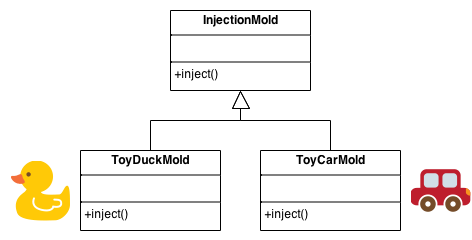 InjectionMold
+inject()
ToyDuckMold
ToyCarMold
+inject()
+inject()